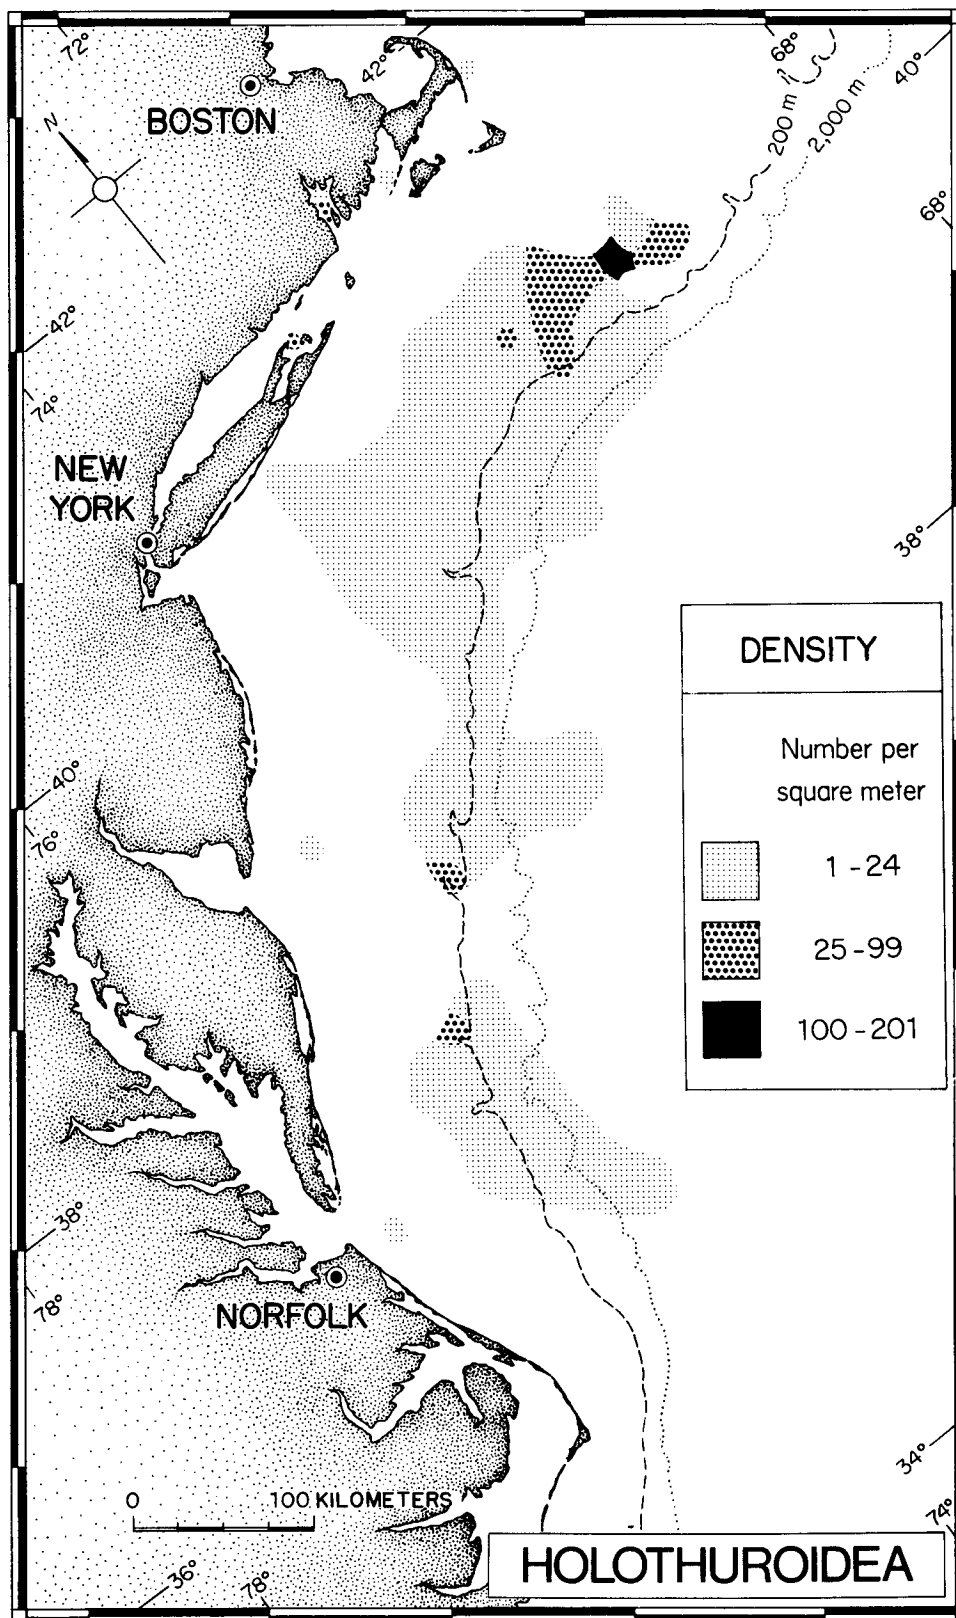 72°
42°
68°
40°
BOSTON
N
200 m
2,000 m
68°
42°
74°
NEW
YORK
38°
DENSITY
Number per
square meter
1 - 24
25 - 99
100 - 201
40°
76°
38°
78°
NORFOLK
34°
74°
0 100 KILOMETERS
36°
78°
HOLOTHUROIDEA